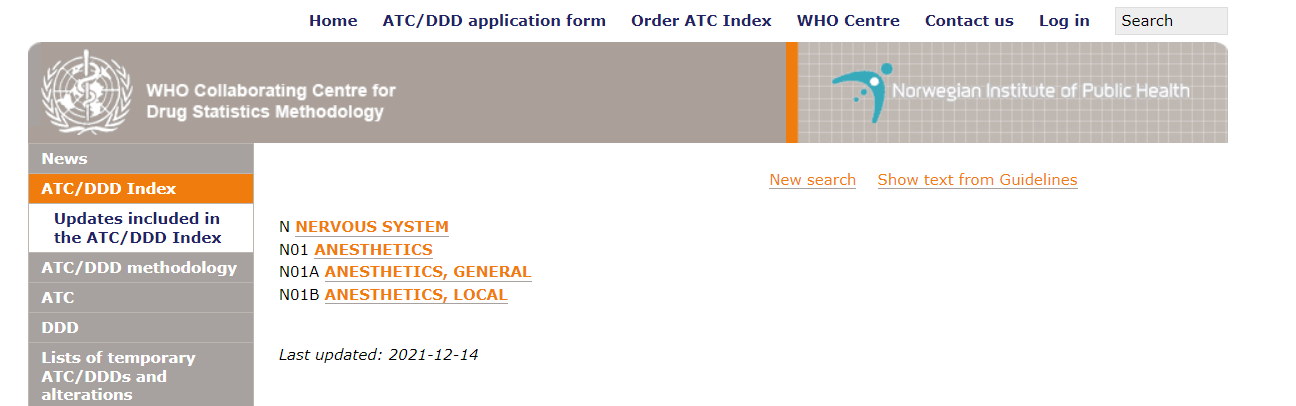 Home ATC/DDD application form Order ATC Index WHO Centre Contact us Log in Search
WHO Collaborating Centre for
Drug Statistics Methodology
Norwegian Institute of Public Health
News
ATC/DDD Index
Updates included in
the ATC/DDD Index
ATC/DDD methodology
ATC
DDD
Lists of temporary
ATC/DDDs and
alterations
New search Show text from Guidelines
N NERVOUS SYSTEM
N01 ANESTHETICS
N01A ANESTHETICS, GENERAL
N01B ANESTHETICS, LOCAL
Last updated: 2021-12-14